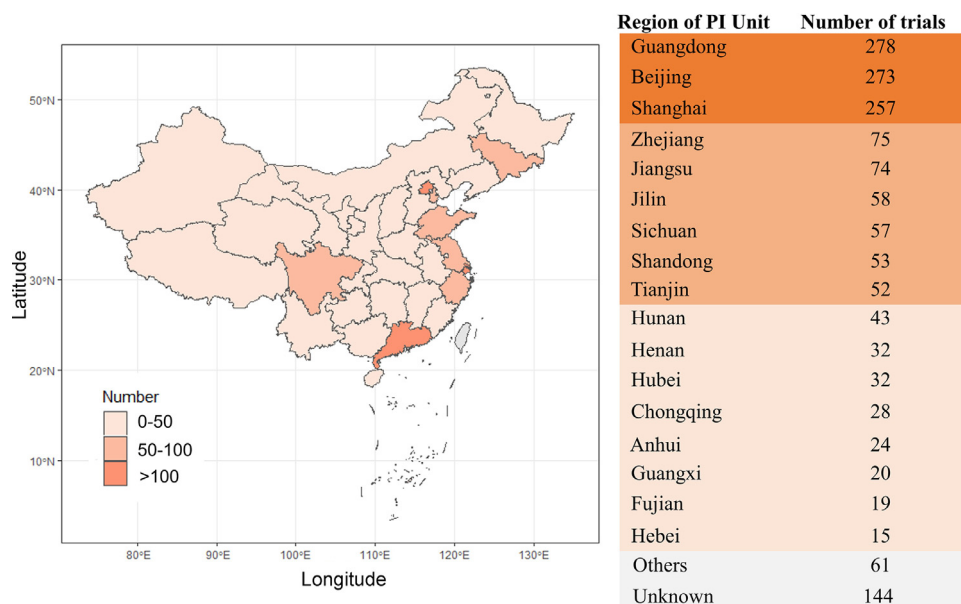 50°N
40°N
30°N
20°N
10°N
Latitude
Number
0-50
50-100
>100
80°E 90°E 100°E 110°E 120°E 130°E
Longitude
Region of PI Unit Number of trials
Guangdong 278
Beijing 273
Shanghai 257
Zhejiang 75
Jiangsu 74
Jilin 58
Sichuan 57
Shandong 53
Tianjin 52
Hunan 43
Henan 32
Hubei 32
Chongqing 28
Anhui 24
Guangxi 20
Fujian 19
Hebei 15
Others 61
Unknown 144